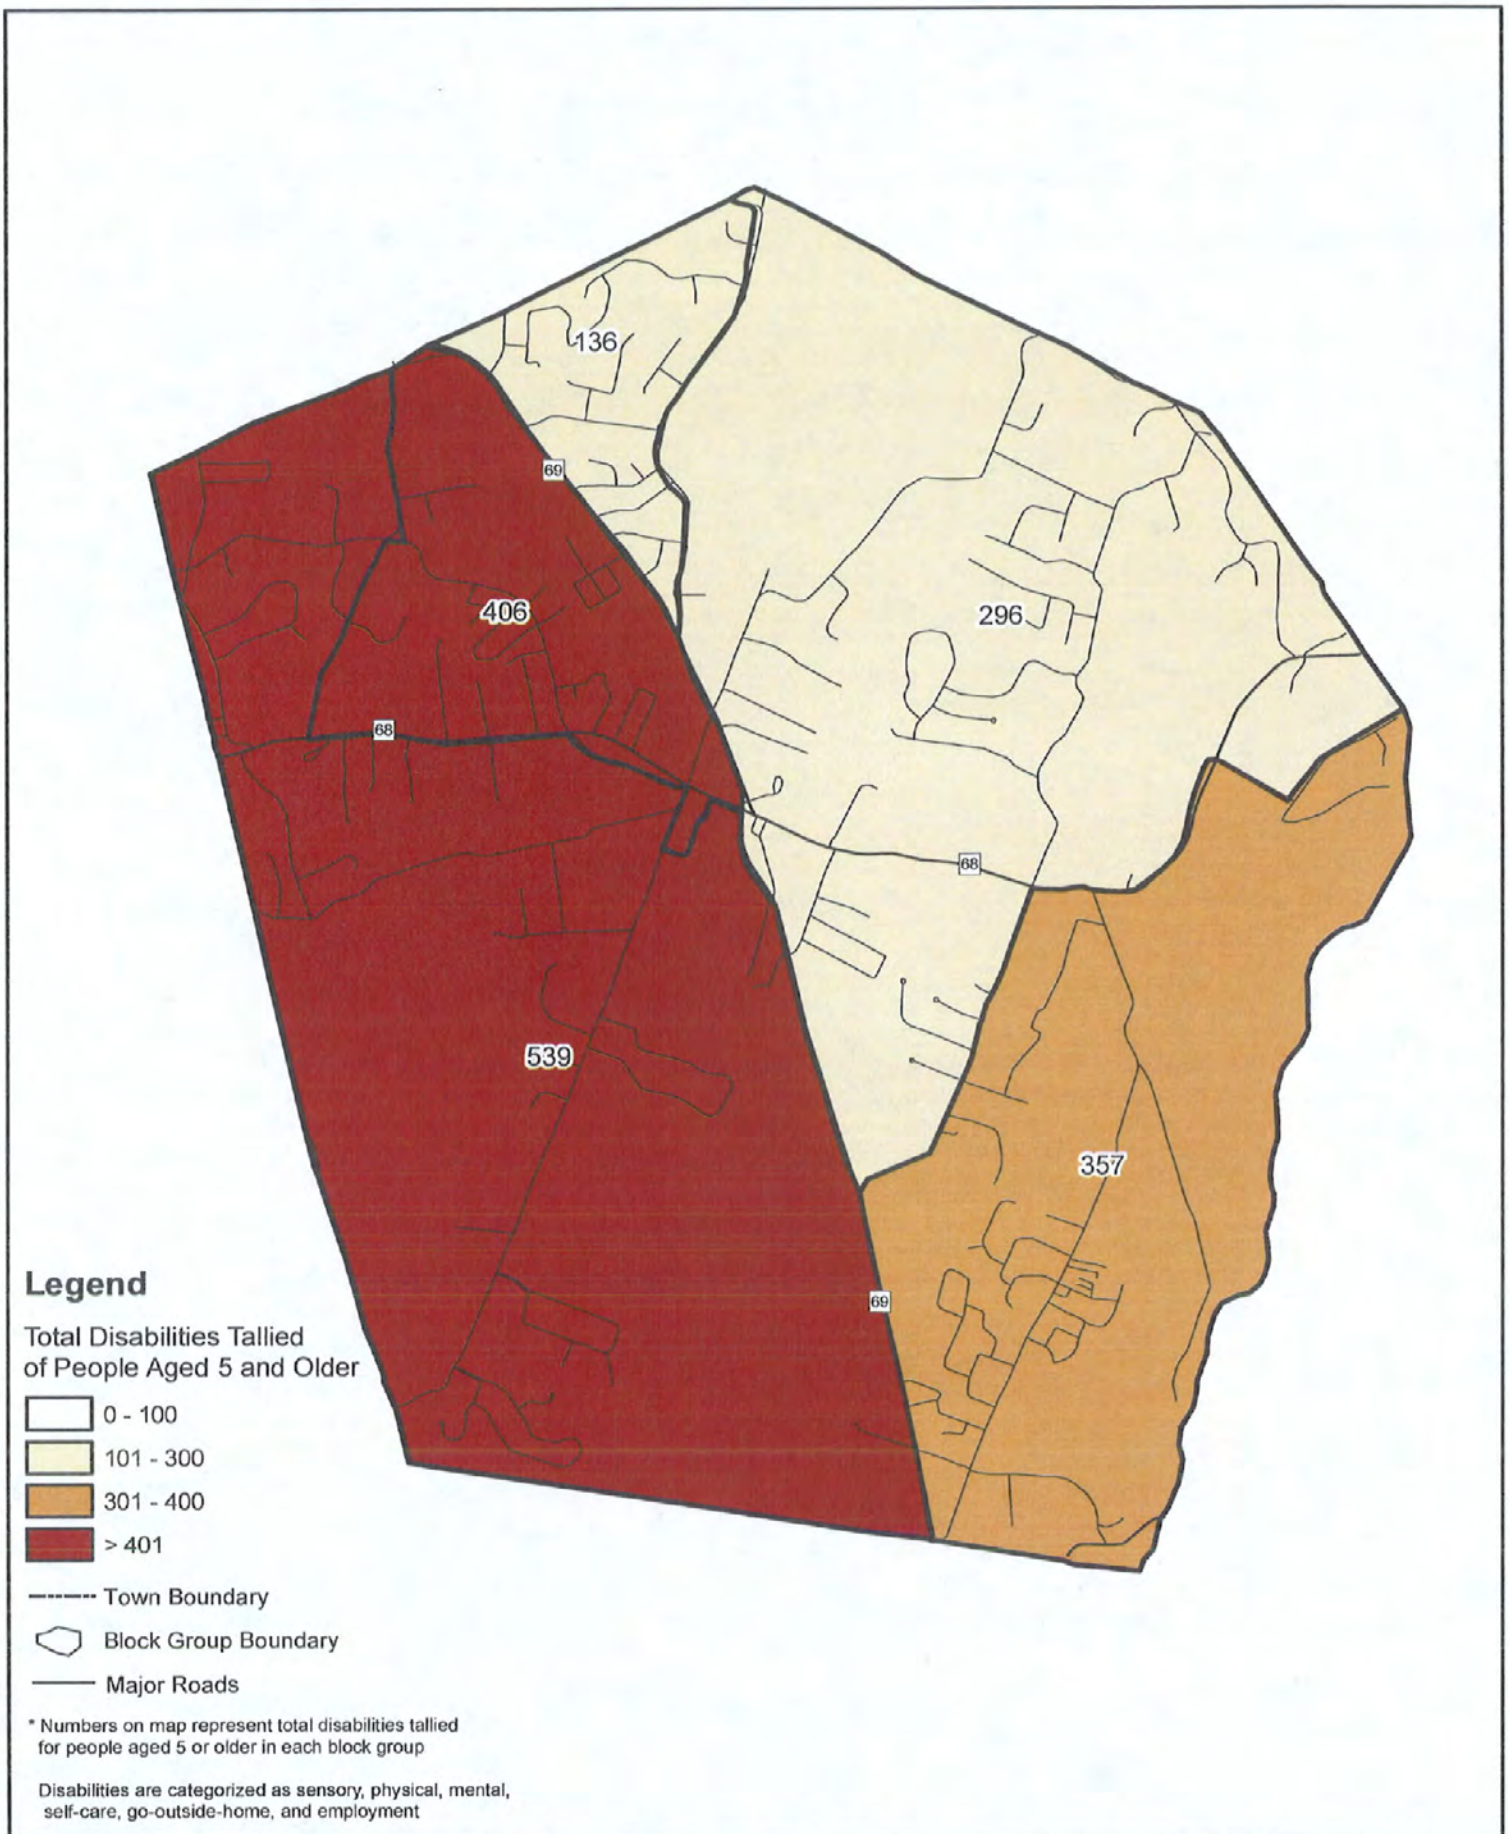 136
69
406
296
68
68
539
357
69
Legend
Total Disabilities Tallied
of People Aged 5 and Older
0 - 100
101 - 300
301 - 400
> 401
Town Boundary
Block Group Boundary
Major Roads
* Numbers on map represent total disabilities tallied
for people aged 5 or older in each block group
Disabilities are categorized as sensory, physical, mental,
self-care, go-outside-home, and employment